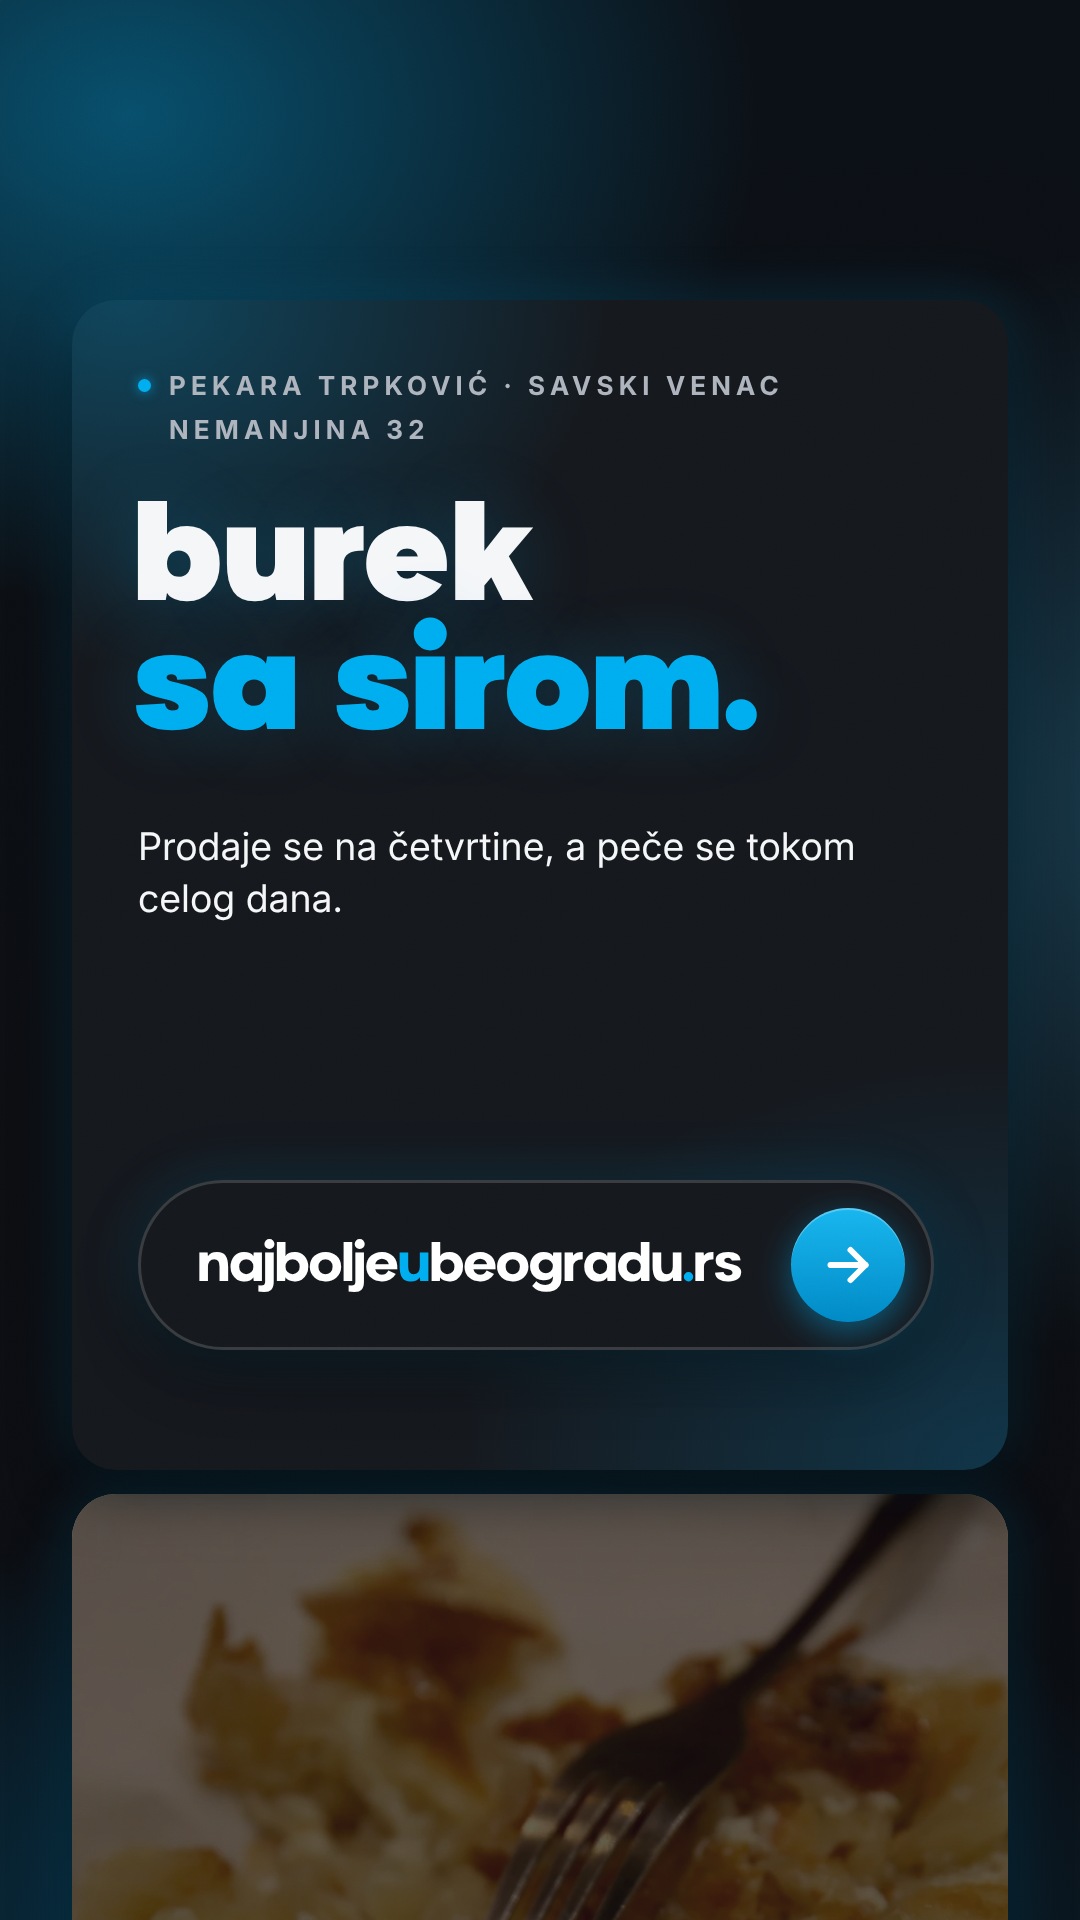 PEKARA TRPKOVIĆ · SAVSKI VENAC
NEMANJINA 32
burek
sa sirom.
Prodaje se na četvrtine, a peče se tokom
celog dana.
najboljeubeogradu.rs